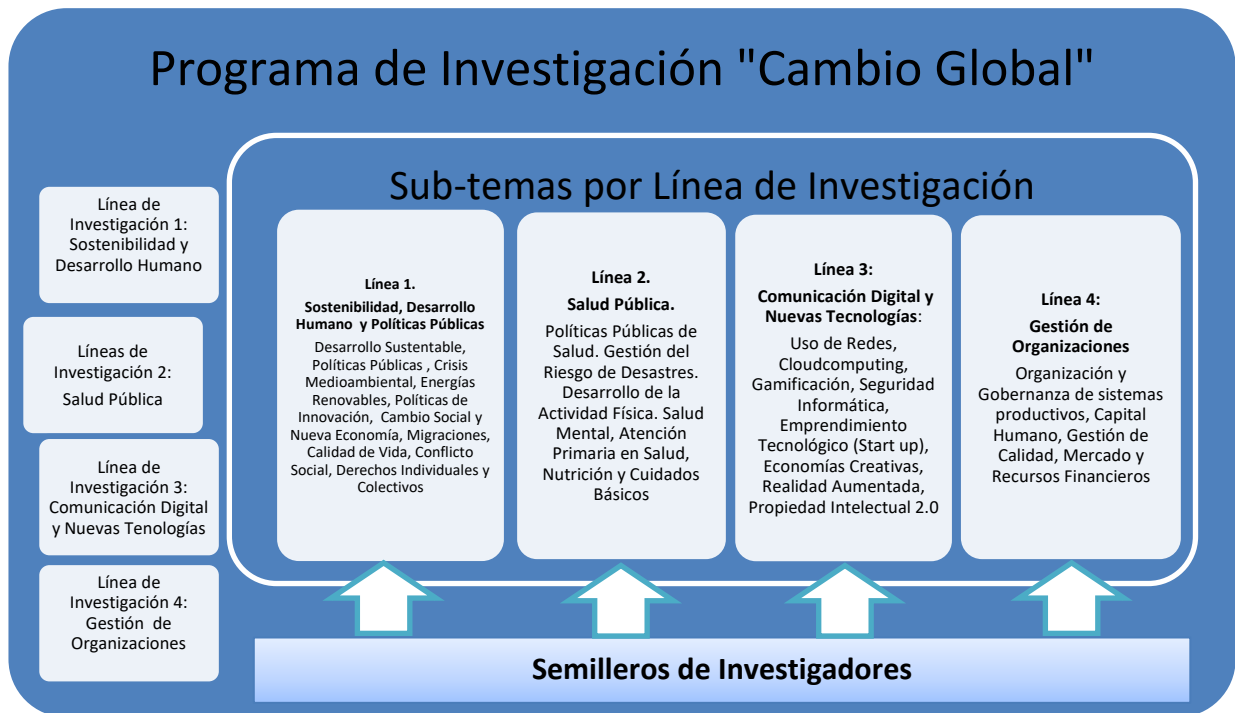 Programa de Investigación "Cambio Global"
Línea de
Investigación 1:
Sostenibilidad y
Desarrollo Humano
Líneas de
Investigación 2:
Salud Pública
Línea de
Investigación 3:
Comunicación Digital
y Nuevas Tenologías
Línea de
Investigación 4:
Gestión de
Organizaciones
Sub-temas por Línea de Investigación
Línea 1.
Sostenibilidad, Desarrollo
Humano y Políticas Públicas
Desarrollo Sustentable,
Políticas Públicas , Crisis
Medioambiental, Energías
Renovables, Políticas de
Innovación, Cambio Social y
Nueva Economía, Migraciones,
Calidad de Vida, Conflicto
Social, Derechos Individuales y
Colectivos
Línea 2.
Salud Pública.
Políticas Públicas de
Salud. Gestión del
Riesgo de Desastres.
Desarrollo de la
Actividad Física. Salud
Mental, Atención
Primaria en Salud,
Nutrición y Cuidados
Básicos
Línea 3:
Comunicación Digital y
Nuevas Tecnologías:
Uso de Redes,
Cloudcomputing,
Gamificación, Seguridad
Informática,
Emprendimiento
Tecnológico (Start up),
Economías Creativas,
Realidad Aumentada,
Propiedad Intelectual 2.0
Línea 4:
Gestión de
Organizaciones
Organización y
Gobernanza de sistemas
productivos, Capital
Humano, Gestión de
Calidad, Mercado y
Recursos Financieros
Semilleros de Investigadores